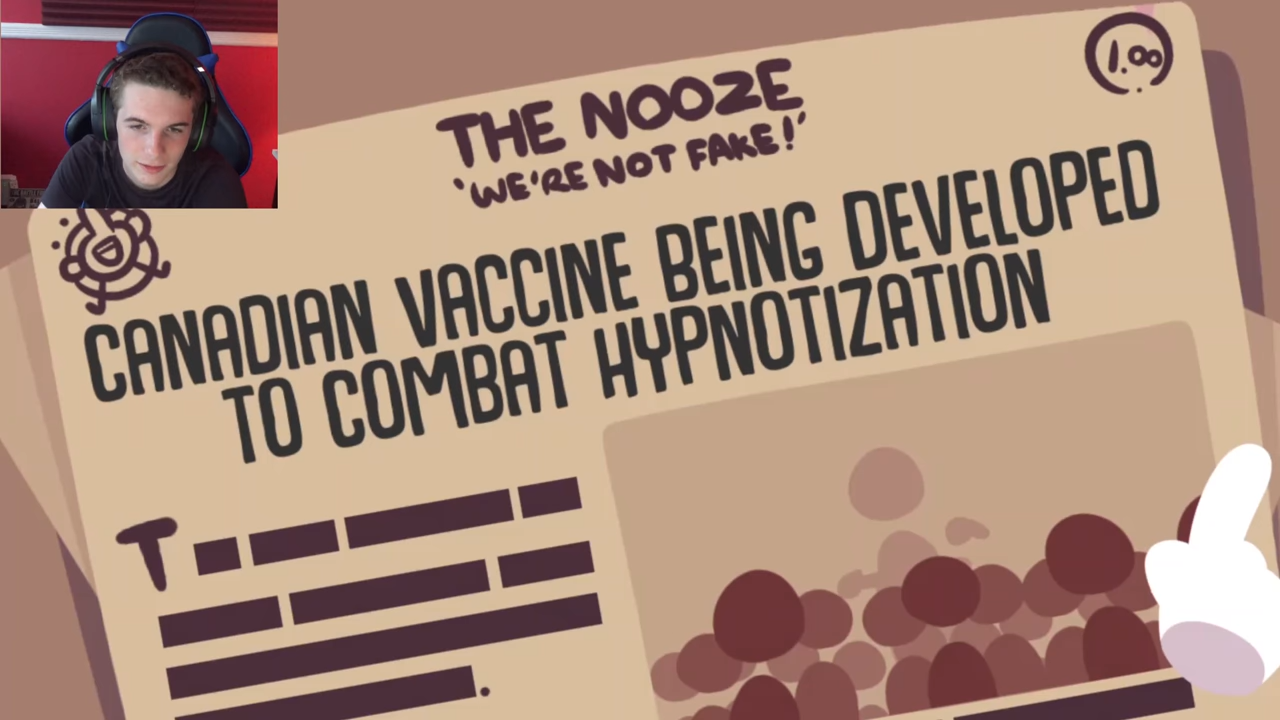 THE NOOZE
'WE'RE NOT FAKE!'
1.00
CANADIAN VACCINE BEING DEVELOPED
TO COMBAT HYPNOTIZATION
T